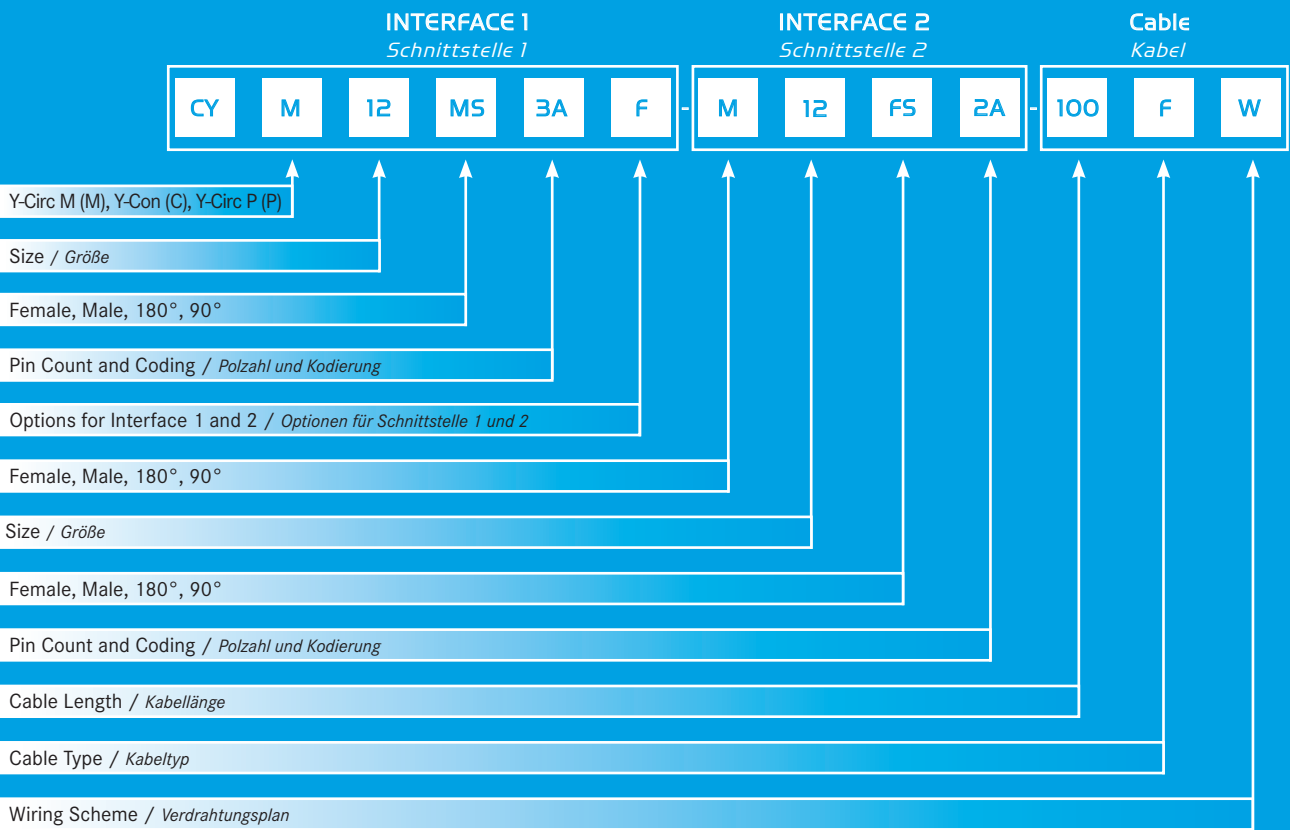 INTERFACE 1 INTERFACE 2 Cable
Schnittstelle 1 Schnittstelle 2 Kabel
CY M 12 MS 3A F - M 12 FS 2A - 100 F W
Y-Circ M (M), Y-Con (C), Y-Circ P (P)
Size / Größe
Female, Male, 180°, 90°
Pin Count and Coding / Polzahl und Kodierung
Options for Interface 1 and 2 / Optionen für Schnittstelle 1 und 2
Female, Male, 180°, 90°
Size / Größe
Female, Male, 180°, 90°
Pin Count and Coding / Polzahl und Kodierung
Cable Length / Kabellänge
Cable Type / Kabeltyp
Wiring Scheme / Verdrahtungsplan